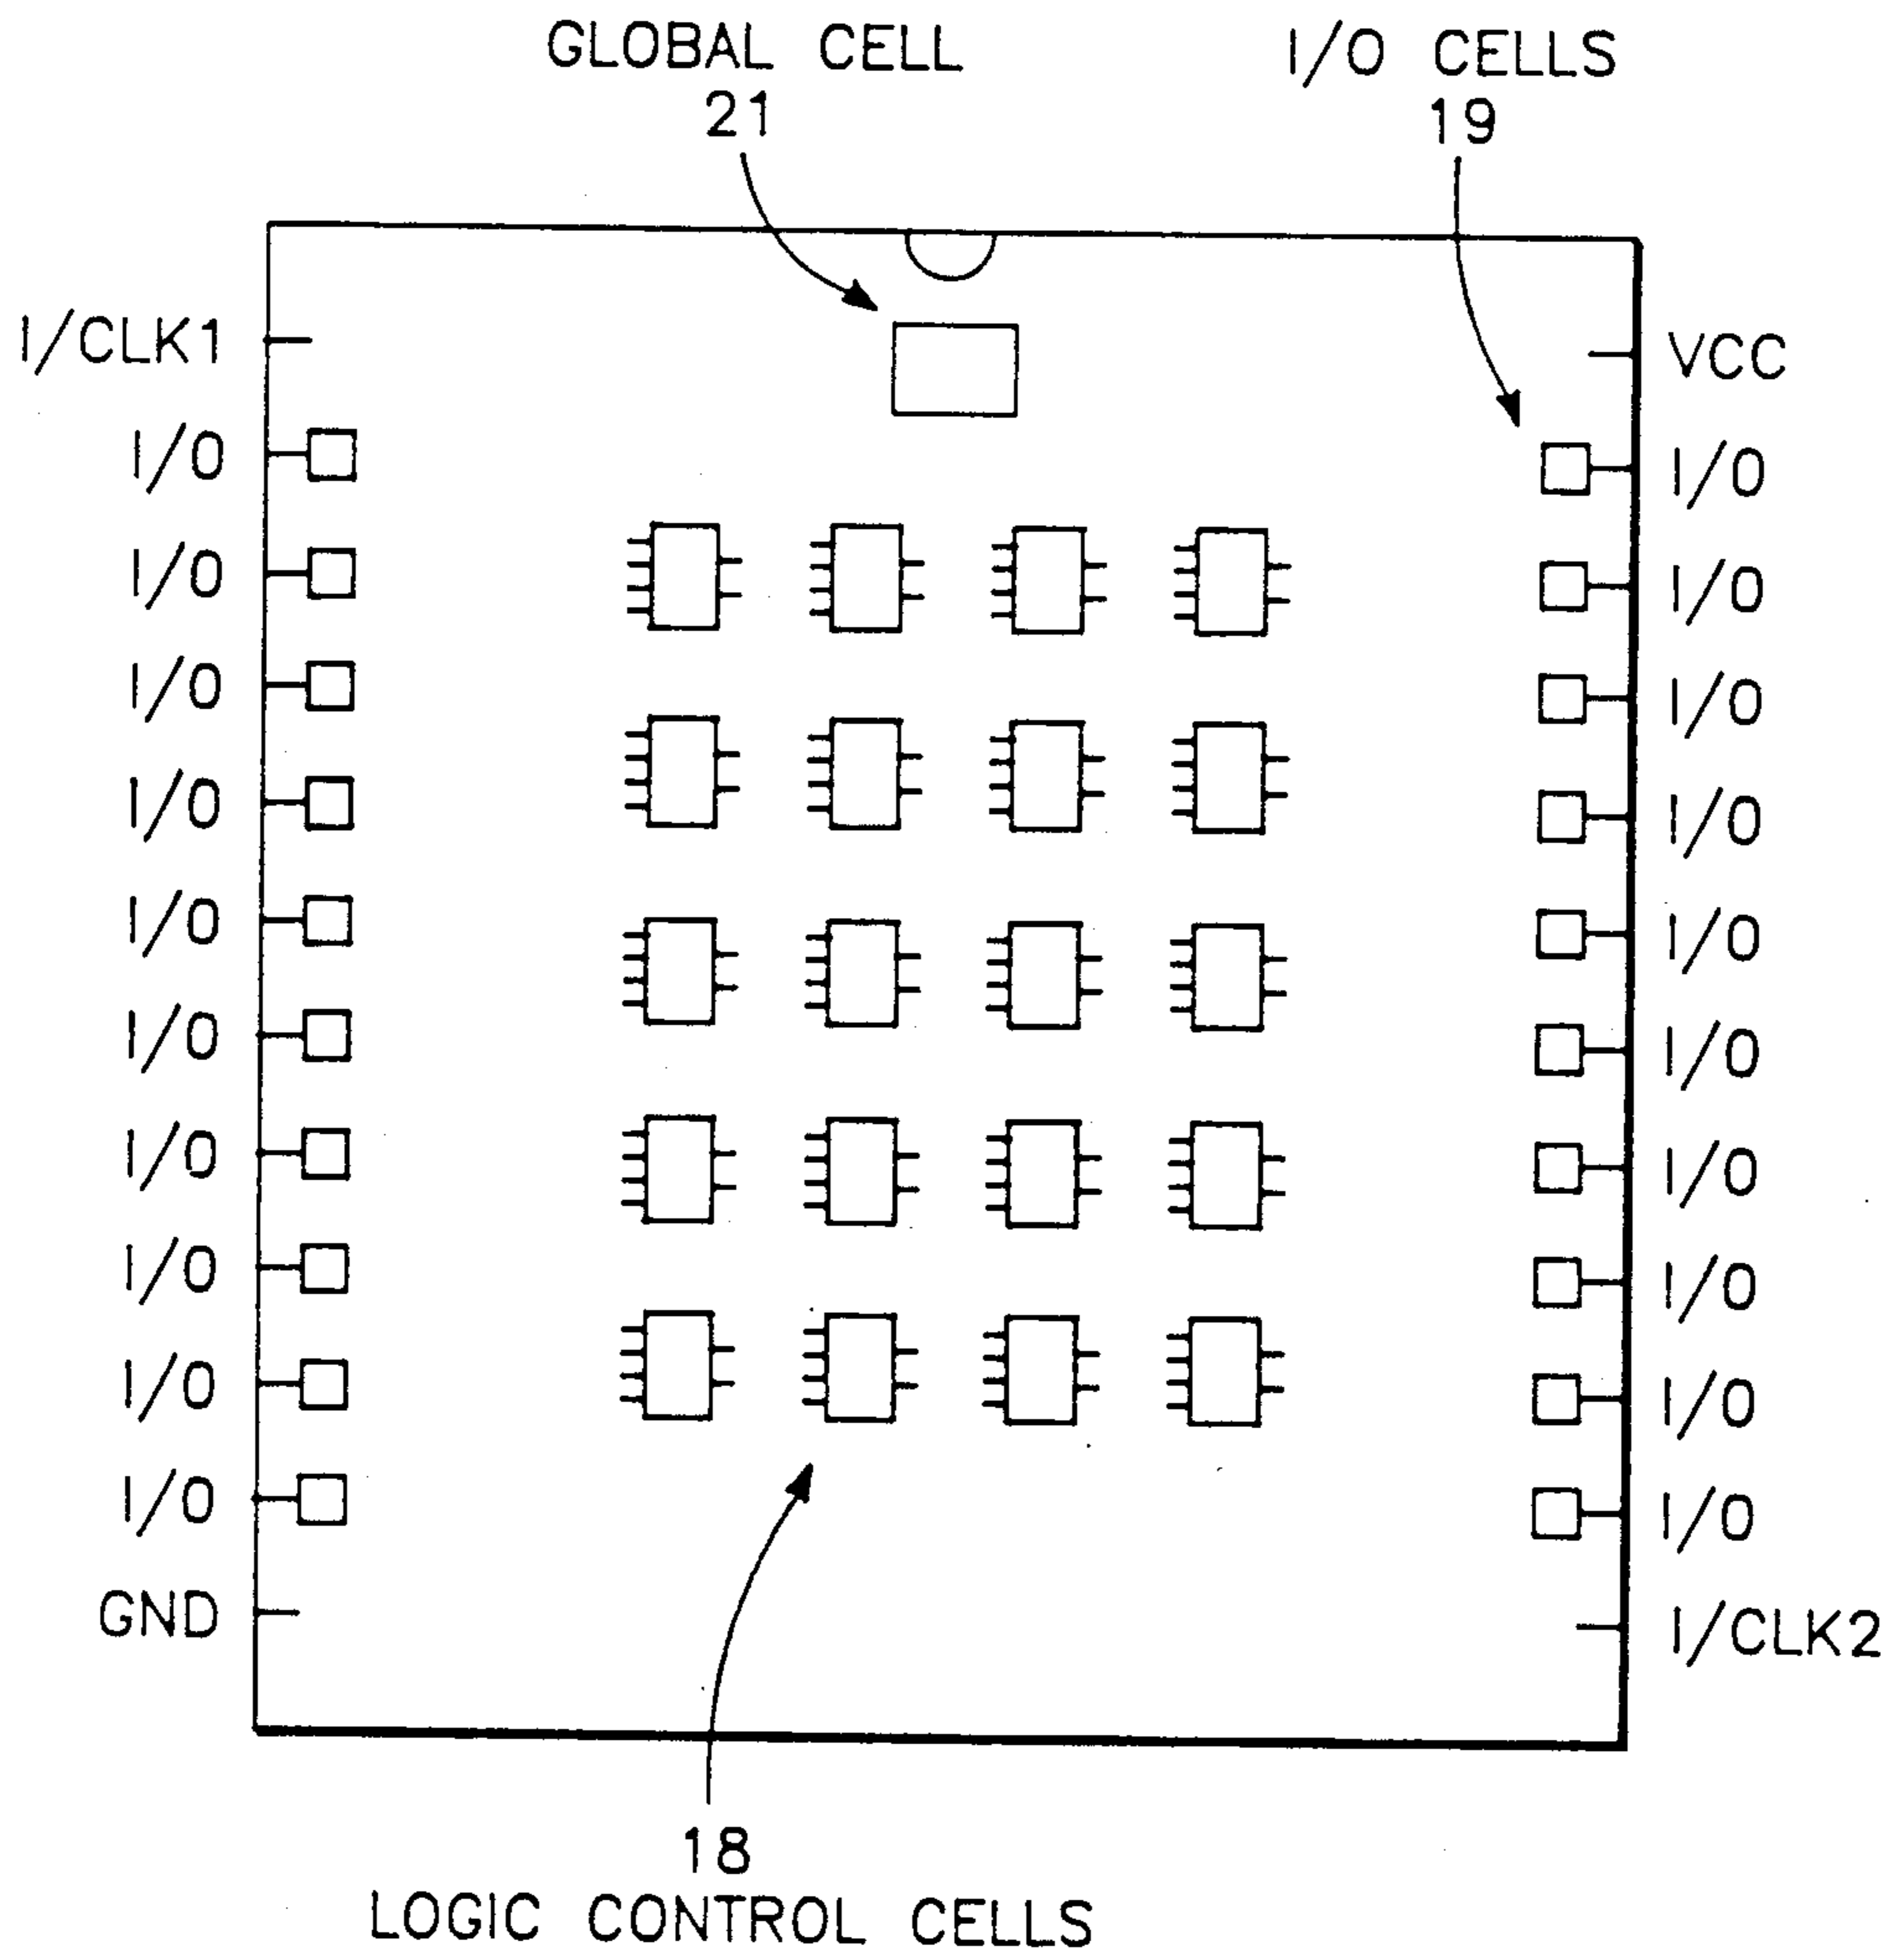 GLOBAL CELL
21
I/O CELLS
19
I/CLK1
I/O
I/O
I/O
I/O
I/O
I/O
I/O
I/O
I/O
I/O
GND
VCC
I/O
I/O
I/O
I/O
I/O
I/O
I/O
I/O
I/O
I/O
I/CLK2
18
LOGIC CONTROL CELLS